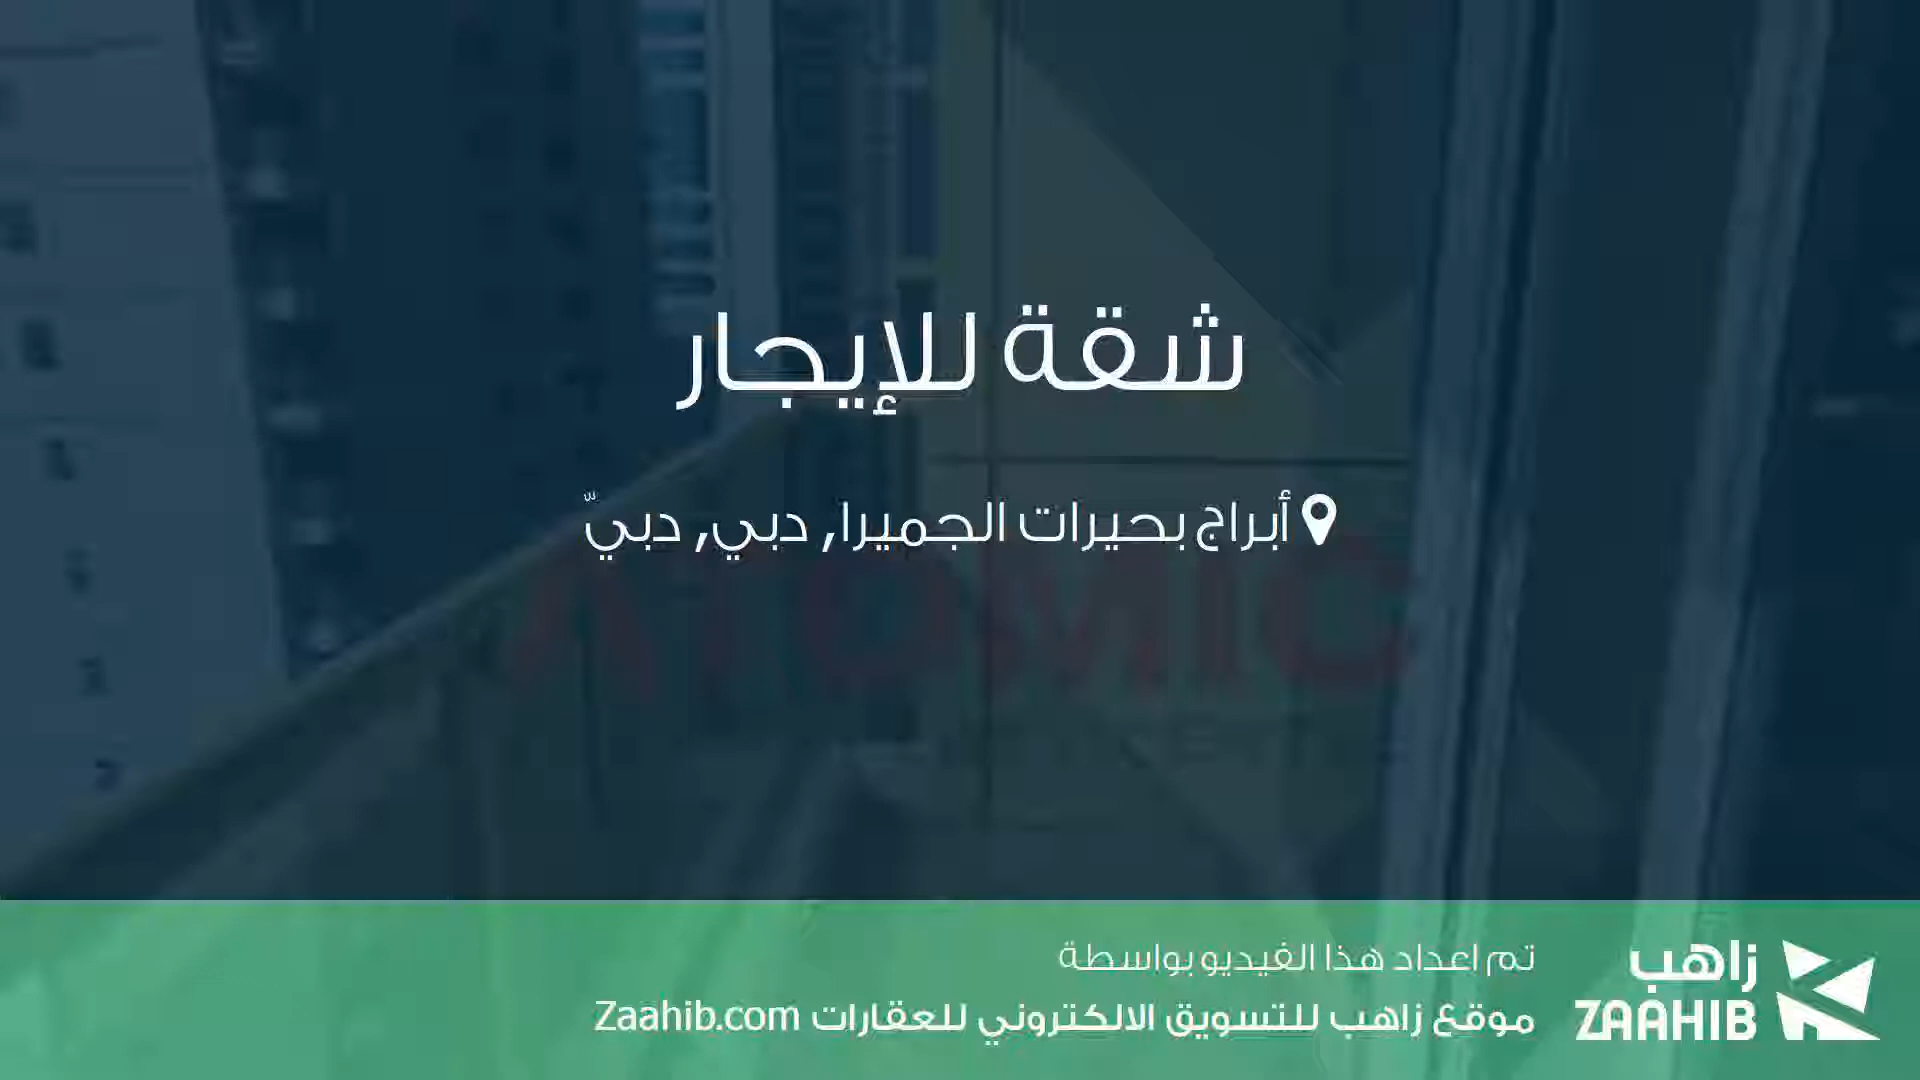 شقة للإيجار
أبراج بحيرات الجميرا, دبي, دبيّ
ATOMIC
تم اعداد هذا الفيديو بواسطة
موقع زاهب للتسويق الالكتروني للعقارات Zaahib.com
زاهب
ZAAHIB